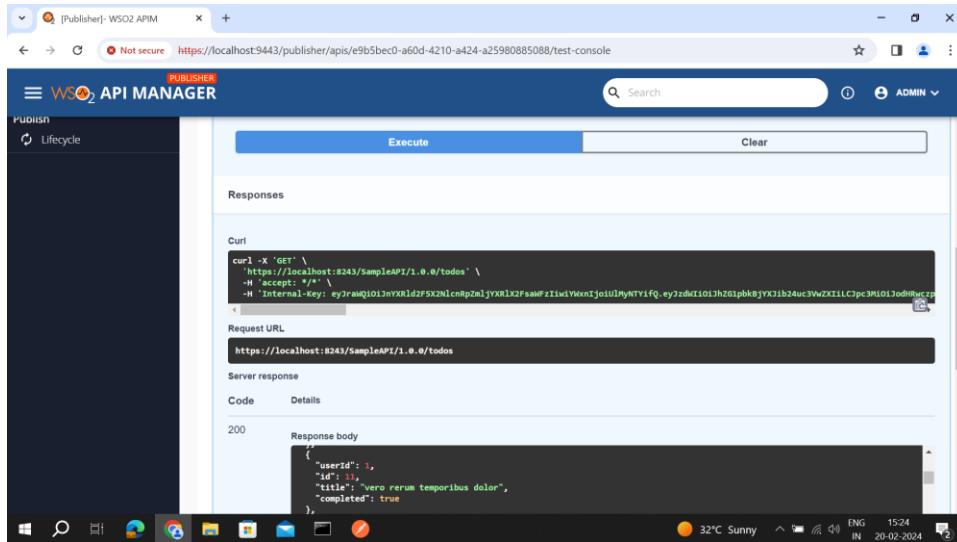 [Publisher]- WSO2 APIM
Not secure https://localhost:9443/publisher/apis/e9b5bec0-a60d-4210-a424-a25980885088/test-console
PUBLISHER
WSO2 API MANAGER
Search
ADMIN
Publish
Lifecycle
Execute
Clear
Responses
Curl
curl -X 'GET' \
'https://localhost:8243/SampleAPI/1.0.0/todos' \
-H 'accept: */*' \
-H 'Internal-Key:
Request URL
https://localhost:8243/SampleAPI/1.0.0/todos
Server response
Code Details
200
Response body
{
"userId": 1,
"id": 11,
"title": "vero rerum temporibus dolor",
"completed": true
},
32°C Sunny
ENG
IN
15:24
20-02-2024
2